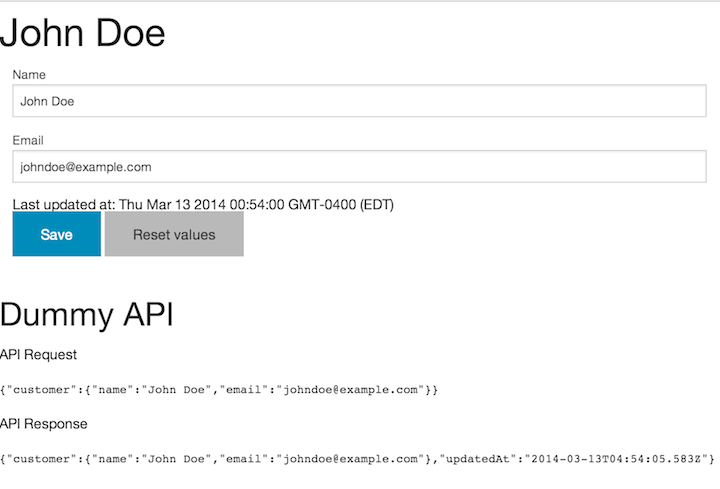 John Doe
Name
John Doe
Email
johndoe@example.com
Last updated at: Thu Mar 13 2014 00:54:00 GMT-0400 (EDT)
Save Reset values
Dummy API
API Request
{"customer":{"name":"John Doe","email":"johndoe@example.com"}}
API Response
{"customer":{"name":"John Doe","email":"johndoe@example.com"},"updatedAt":"2014-03-13T04:54:05.583Z"}